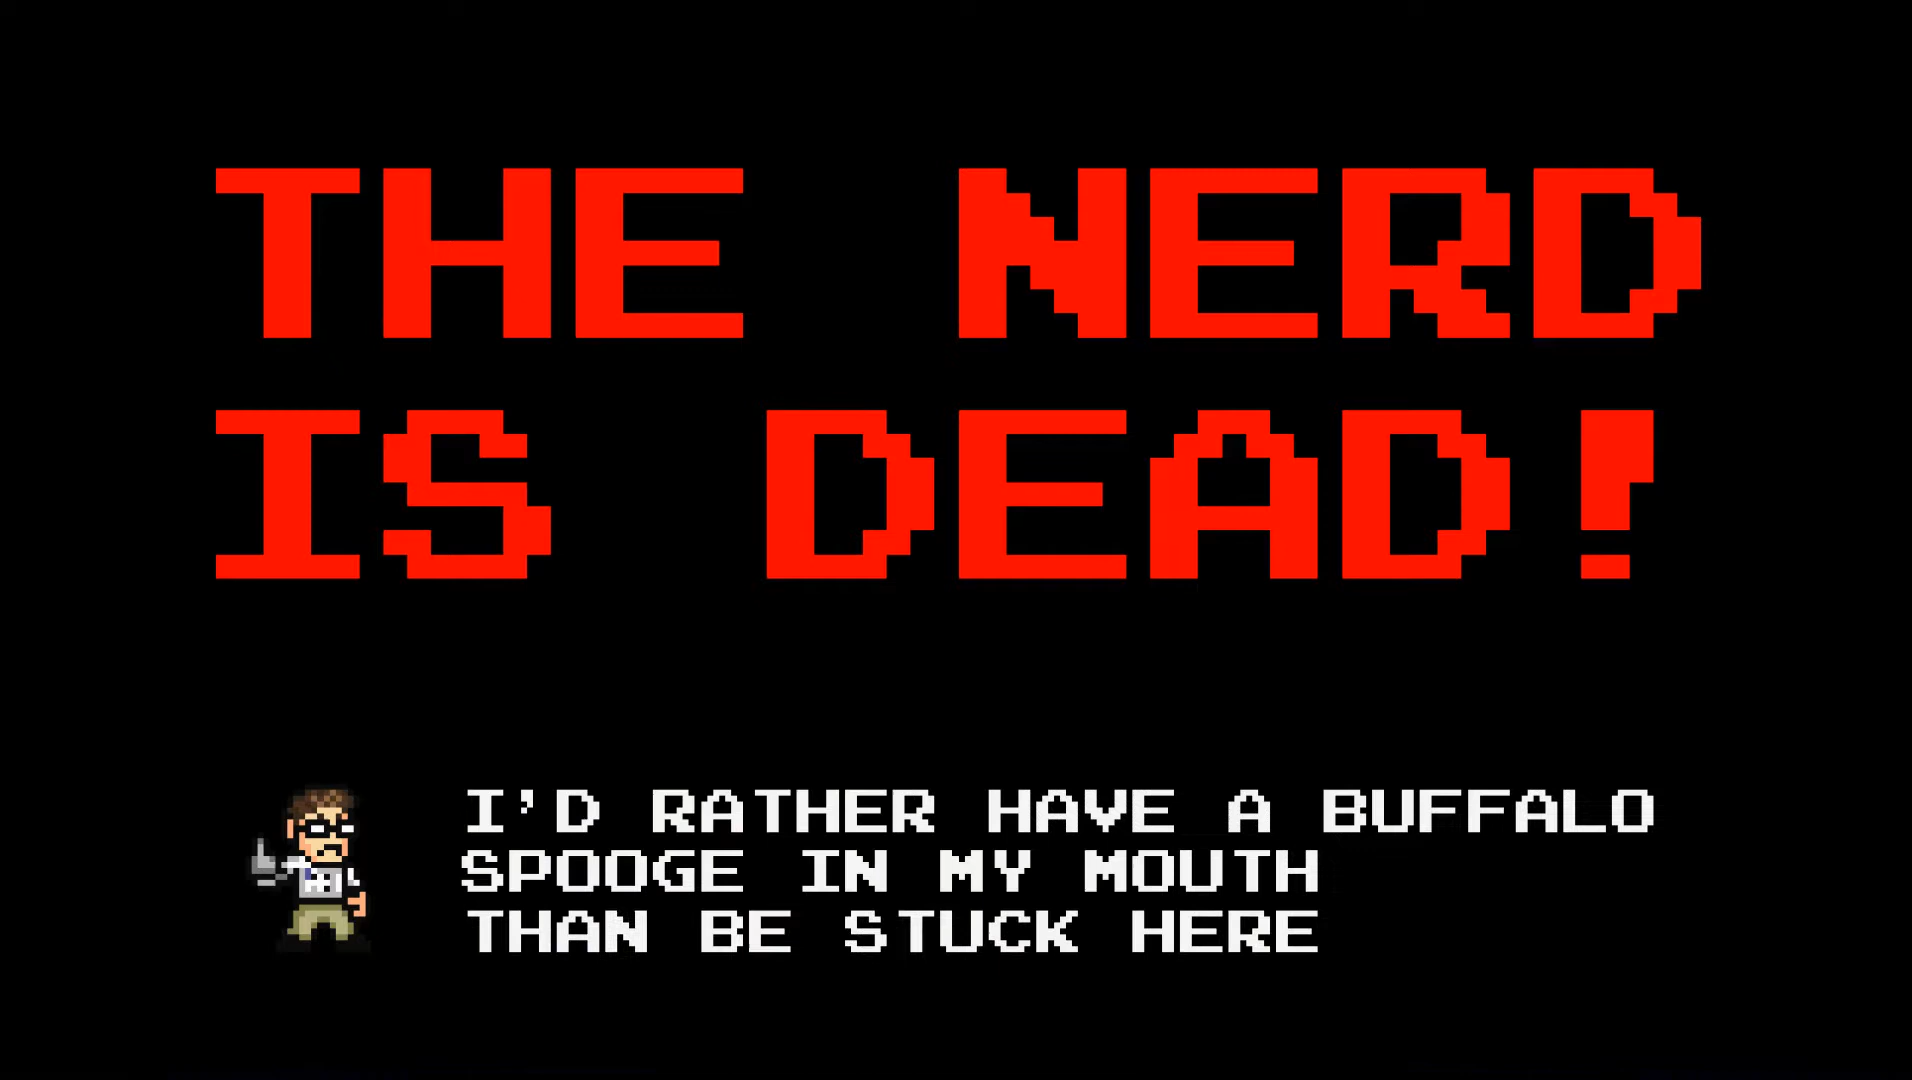 THE NERD
IS DEAD!
I'D RATHER HAVE A BUFFALO
SPOOGE IN MY MOUTH
THAN BE STUCK HERE